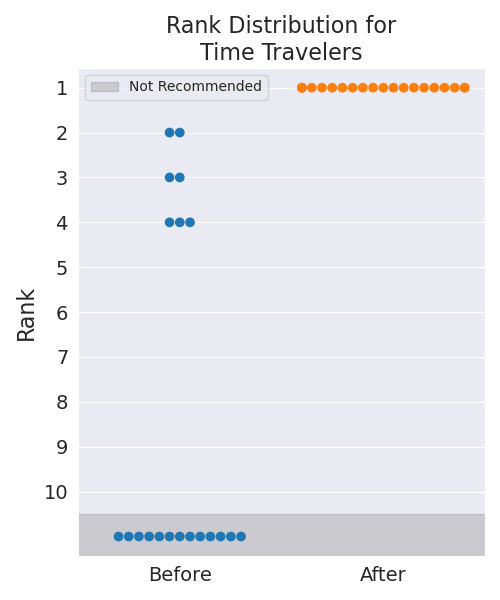 Rank Distribution for
Time Travelers
Not Recommended
1
2
3
4
5
6
7
8
9
10
Rank
Before
After